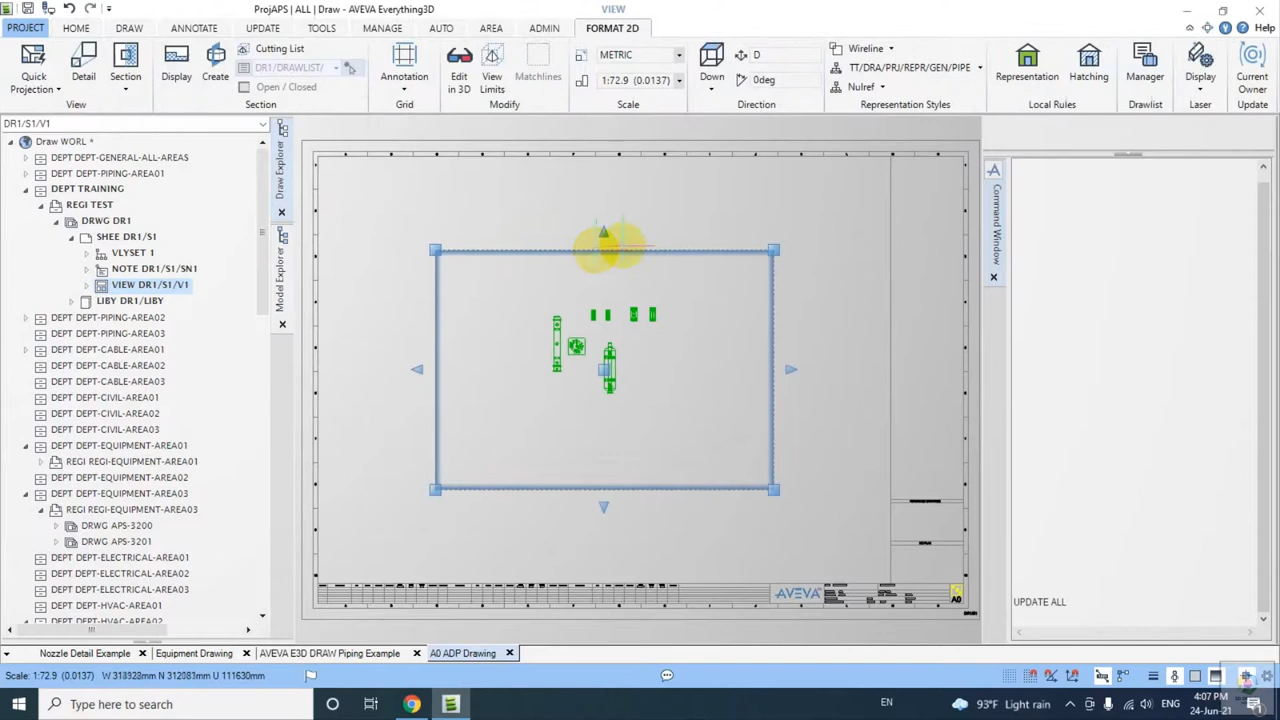 ProjAPS | ALL | Draw - AVEVA Everything3D
VIEW
PROJECT HOME DRAW ANNOTATE UPDATE TOOLS MANAGE AUTO AREA ADMIN FORMAT 2D
Help
Quick Projection
Detail
Section
View
Display
Create
Cutting List
DR1/DRAWLIST/
Open / Closed
Section
Annotation
Grid
Edit in 3D
View Limits
Matchlines
Modify
METRIC
1:72.9 (0.0137)
Scale
Down
D
0deg
Direction
Wireline
TT/DRA/PRJ/REPR/GEN/PIPE
Nulref
Representation Styles
Representation
Hatching
Local Rules
Manager
Drawlist
Display
Laser
Current Owner
Update
DR1/S1/V1
Draw WORL *
DEPT DEPT-GENERAL-ALL-AREAS
DEPT DEPT-PIPING-AREA01
DEPT TRAINING
REGI TEST
DRWG DR1
SHEE DR1/S1
VLYSET 1
NOTE DR1/S1/SN1
VIEW DR1/S1/V1
LIBY DR1/LIBY
DEPT DEPT-PIPING-AREA02
DEPT DEPT-PIPING-AREA03
DEPT DEPT-CABLE-AREA01
DEPT DEPT-CABLE-AREA02
DEPT DEPT-CABLE-AREA03
DEPT DEPT-CIVIL-AREA01
DEPT DEPT-CIVIL-AREA02
DEPT DEPT-CIVIL-AREA03
DEPT DEPT-EQUIPMENT-AREA01
REGI REGI-EQUIPMENT-AREA01
DEPT DEPT-EQUIPMENT-AREA02
DEPT DEPT-EQUIPMENT-AREA03
REGI REGI-EQUIPMENT-AREA03
DRWG APS-3200
DRWG APS-3201
DEPT DEPT-ELECTRICAL-AREA01
DEPT DEPT-ELECTRICAL-AREA02
DEPT DEPT-ELECTRICAL-AREA03
DEPT DEPT-HVAC-AREA01
Draw Explorer
Model Explorer
AVEVA
A0
Command Window
UPDATE ALL
Nozzle Detail Example
Equipment Drawing
AVEVA E3D DRAW Piping Example
A0 ADP Drawing
Scale: 1:72.9 (0.0137) W 313923mm N 312081mm U 111630mm
Type here to search
EN
93°F Light rain
ENG
4:07 PM
24-Jun-21